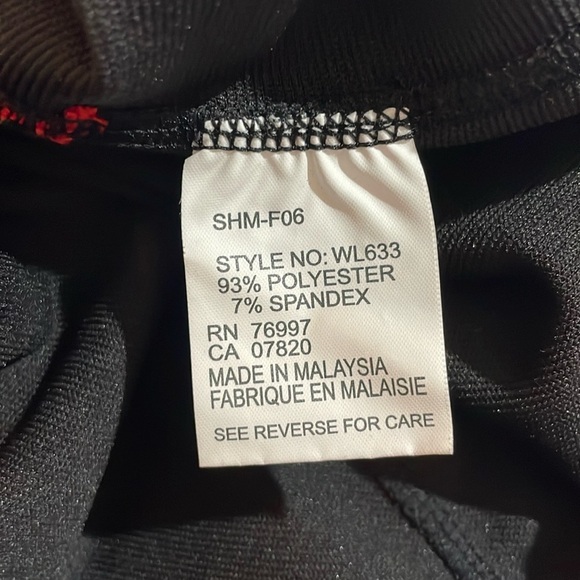 SHM-F06
STYLE NO: WL633
93% POLYESTER
7% SPANDEX
RN 76997
CA 07820
MADE IN MALAYSIA
FABRIQUE EN MALAISIE
SEE REVERSE FOR CARE